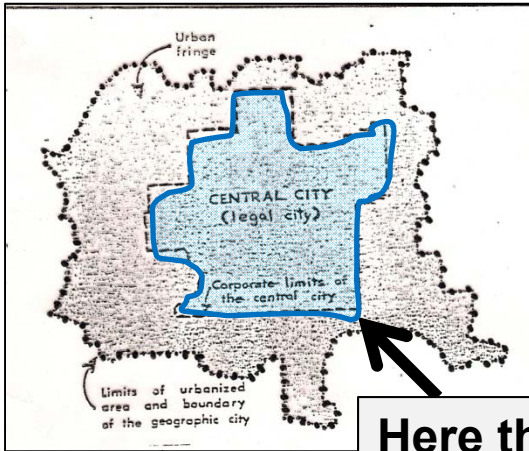 Urban
fringe
CENTRAL CITY
(legal city)
Corporate limits of
the central city
Limits of urbanized
area and boundary
of the geographic city
Here th